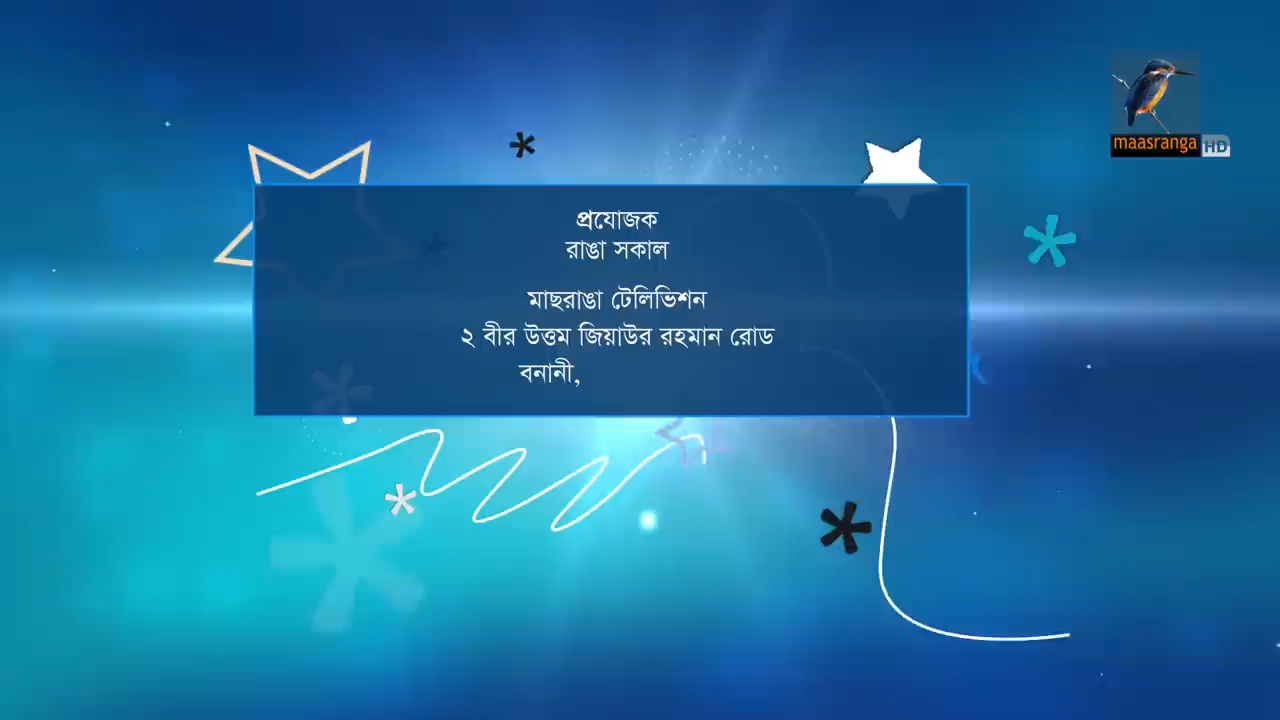 maasranga HD
প্রযোজক
রাঙা সকাল
মাছরাঙা টেলিভিশন
২ বীর উত্তম জিয়াউর রহমান রোড
বনানী,